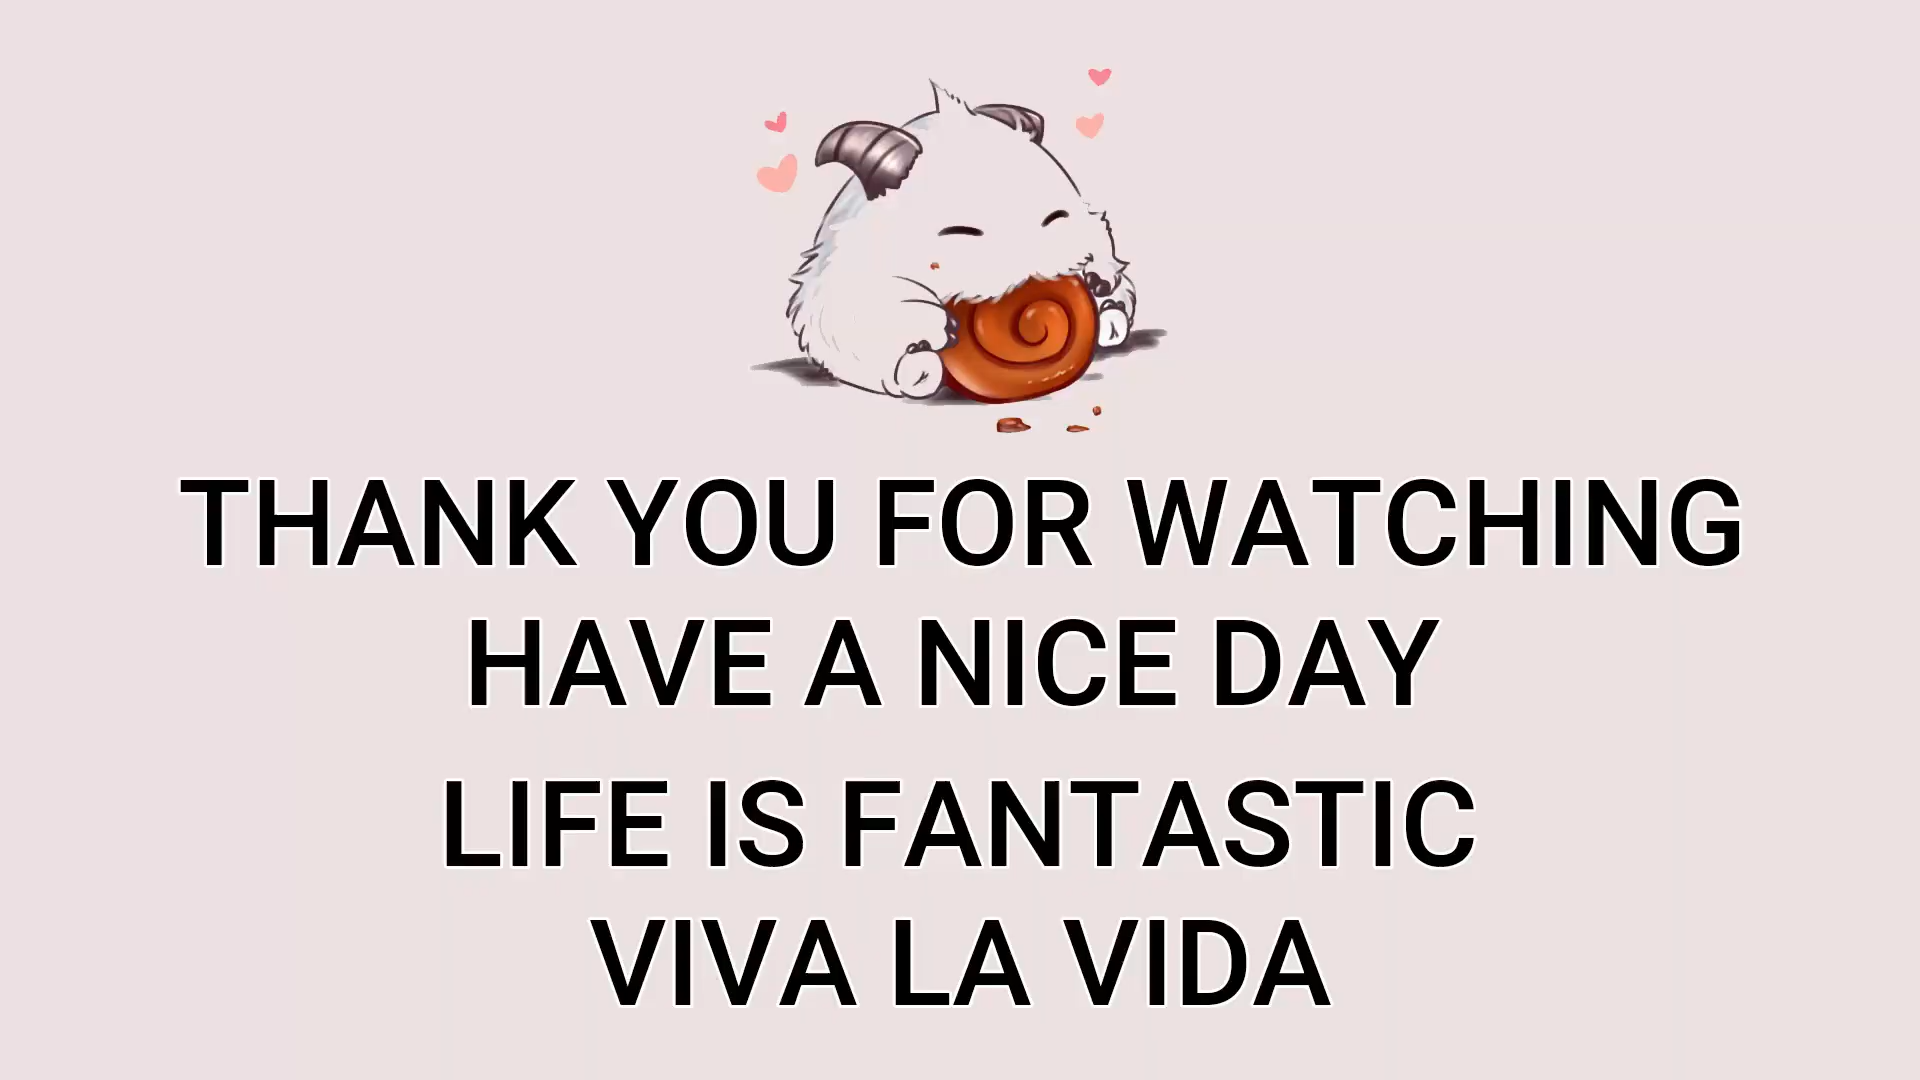 THANK YOU FOR WATCHING
HAVE A NICE DAY
LIFE IS FANTASTIC
VIVA LA VIDA